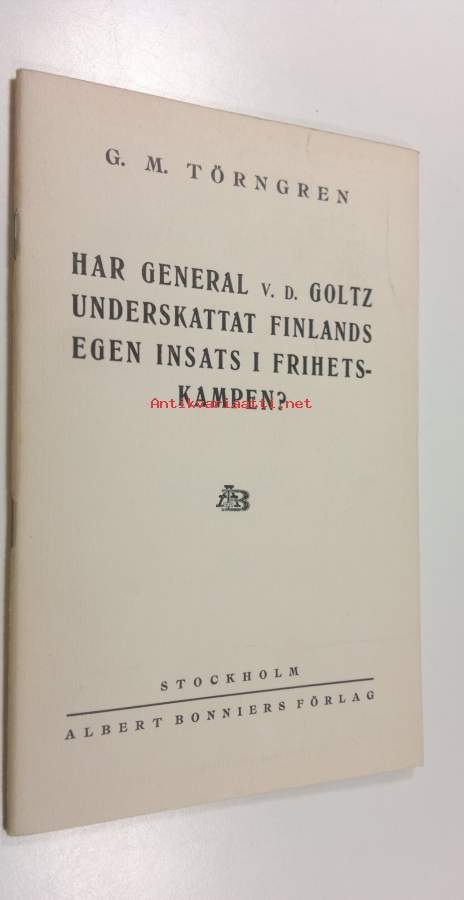 G. M. TÖRNGREN
HAR GENERAL V. D. GOLTZ
UNDERSKATTAT FINLANDS
EGEN INSATS I FRIHETS-
KAMPEN?
Antikvariaatti.net
AB
STOCKHOLM
ALBERT BONNIERS FÖRLAG